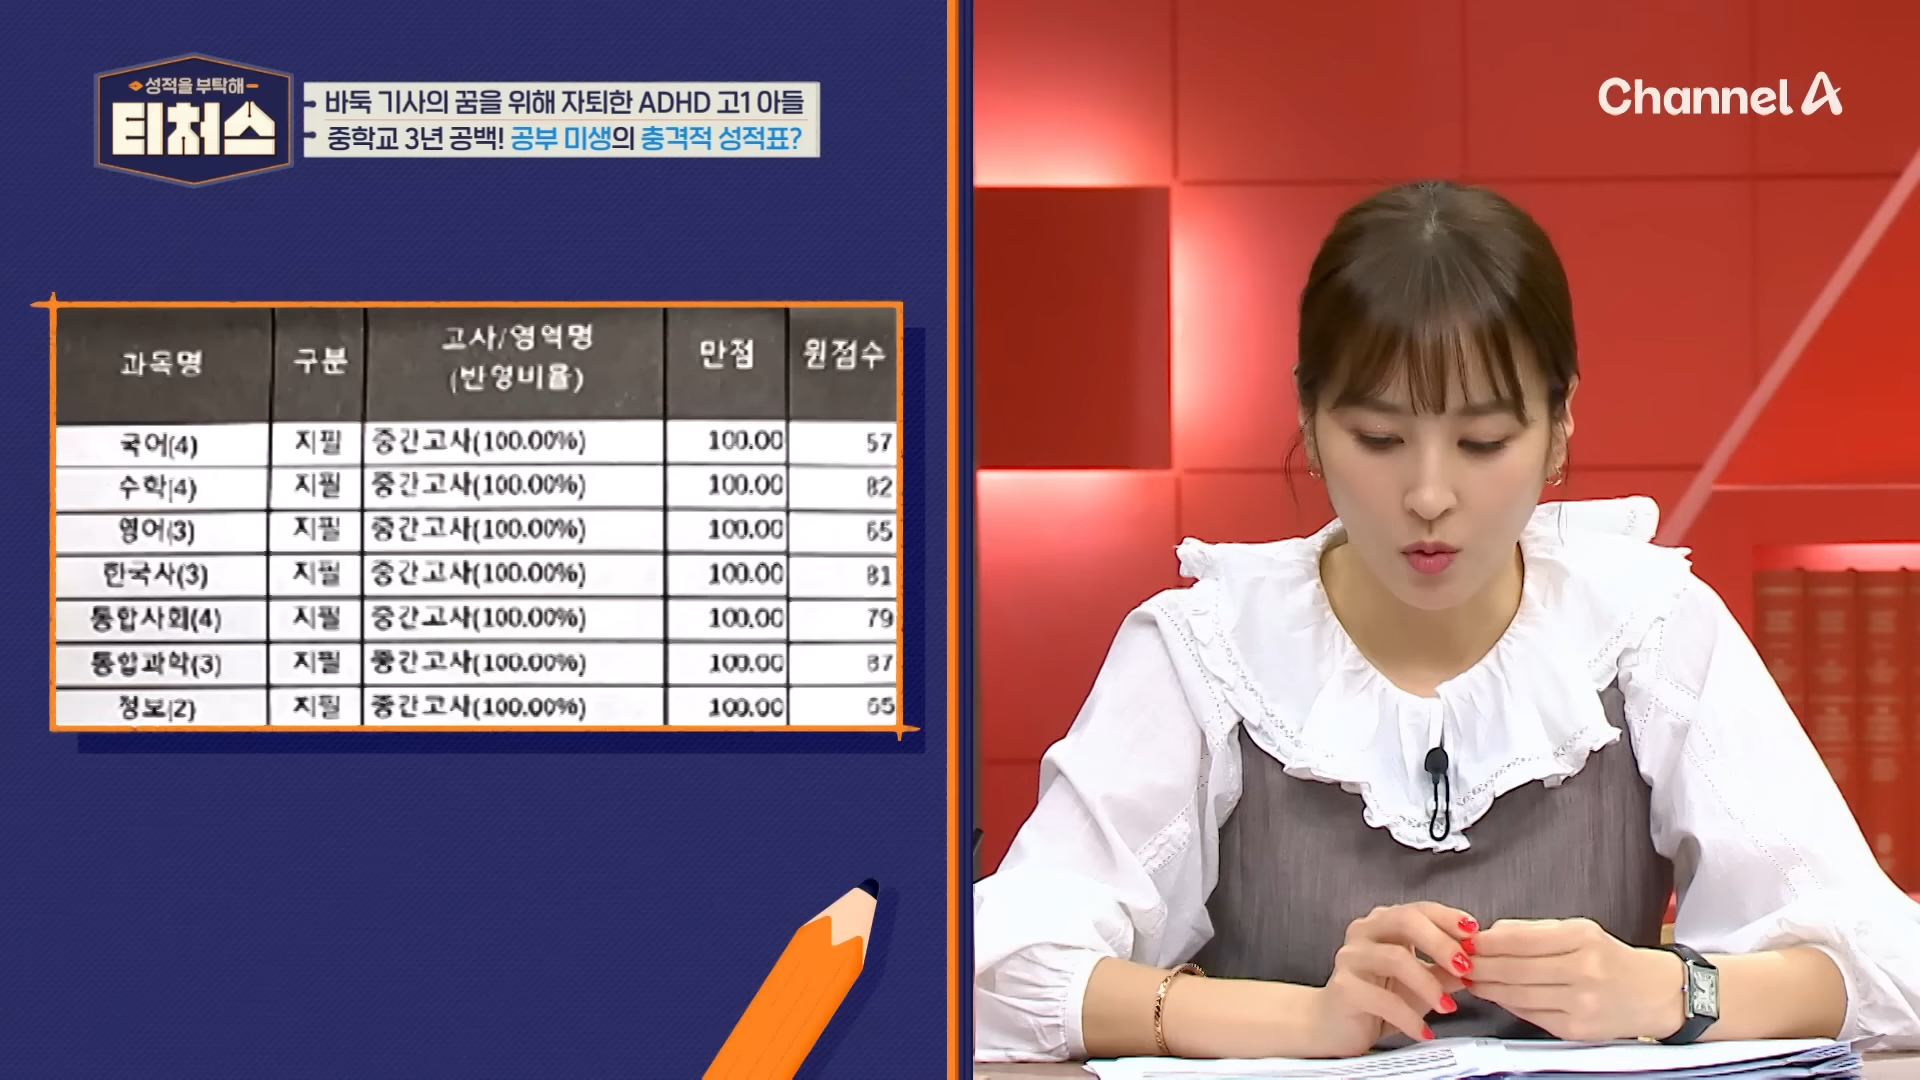 성적을 부탁해
티처스
바둑 기사의 꿈을 위해 자퇴한 ADHD 고1 아들
중학교 3년 공백! 공부 미생의 충격적 성적표?
Channel A
과목명 구분 고사/영역명 (반영비율) 만점 원점수
국어(4) 지필 중간고사(100.00%) 100.00 57
수학(4) 지필 중간고사(100.00%) 100.00 82
영어(3) 지필 중간고사(100.00%) 100.00 65
한국사(3) 지필 중간고사(100.00%) 100.00 81
통합사회(4) 지필 중간고사(100.00%) 100.00 79
통합과학(3) 지필 중간고사(100.00%) 100.00 87
정보(2) 지필 중간고사(100.00%) 100.00 65